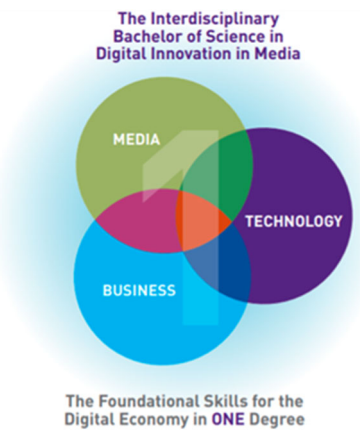 The Interdisciplinary
Bachelor of Science in
Digital Innovation in Media
MEDIA
1
TECHNOLOGY
BUSINESS
The Foundational Skills for the
Digital Economy in ONE Degree